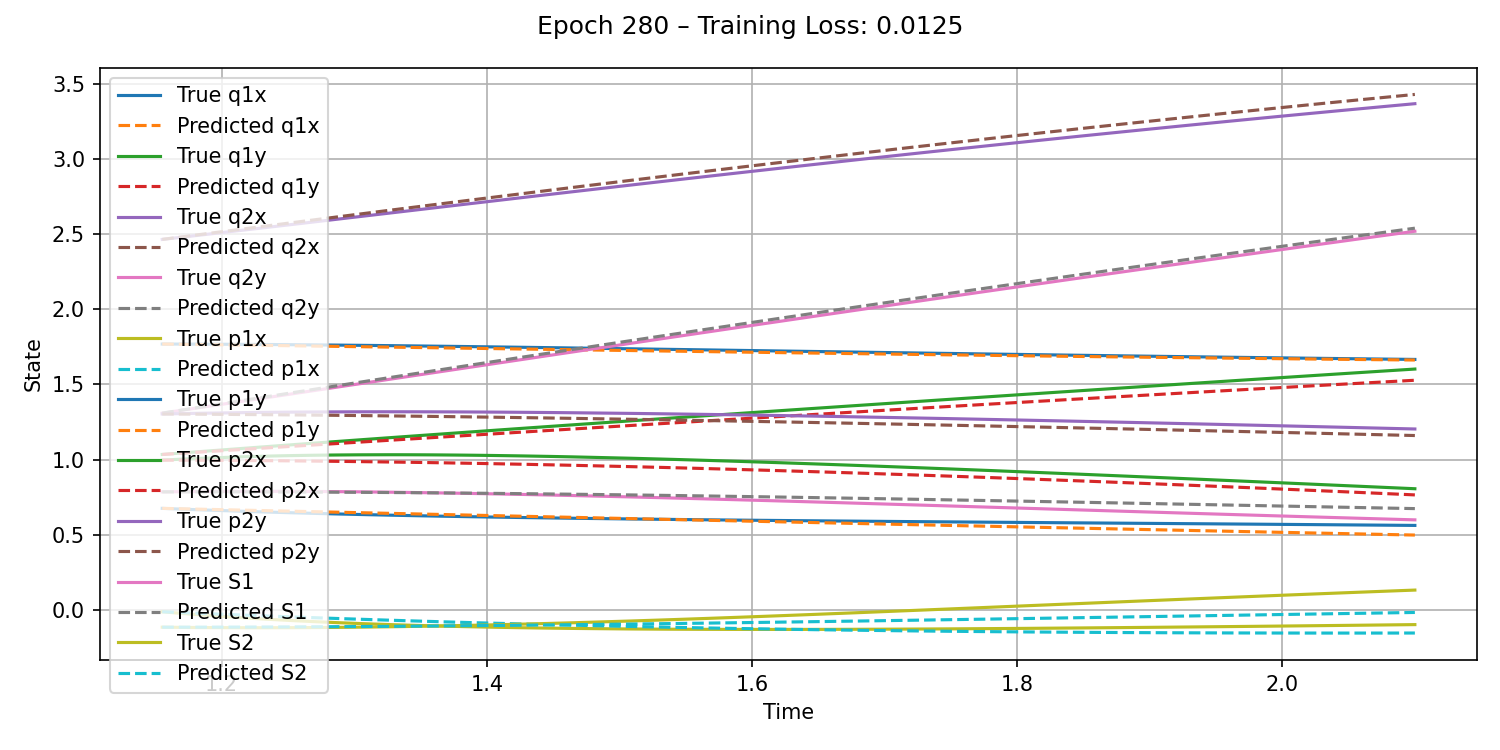 Epoch 280 – Training Loss: 0.0125
3.5
3.0
2.5
2.0
1.5
1.0
0.5
0.0
State
True q1x
Predicted q1x
True q1y
Predicted q1y
True q2x
Predicted q2x
True q2y
Predicted q2y
True p1x
Predicted p1x
True p1y
Predicted p1y
True p2x
Predicted p2x
True p2y
Predicted p2y
True S1
Predicted S1
True S2
Predicted S2
1.2 1.4 1.6 1.8 2.0
Time